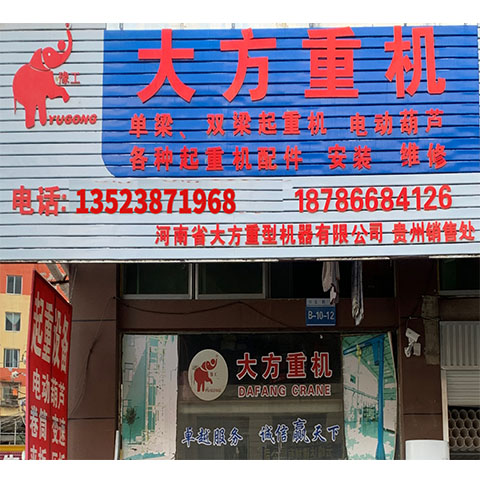 大方重机
豫工
YUGONG
单梁、双梁起重机 电动葫芦
各种起重机配件 安装 维修
电话: 13523871968 18786684126
河南省大方重型机器有限公司 贵州销售处
B-10-12
起重设备
电动葫芦
卷筒 变速
大方重机
DAFANG CRANE
卓越服务 诚信赢天下